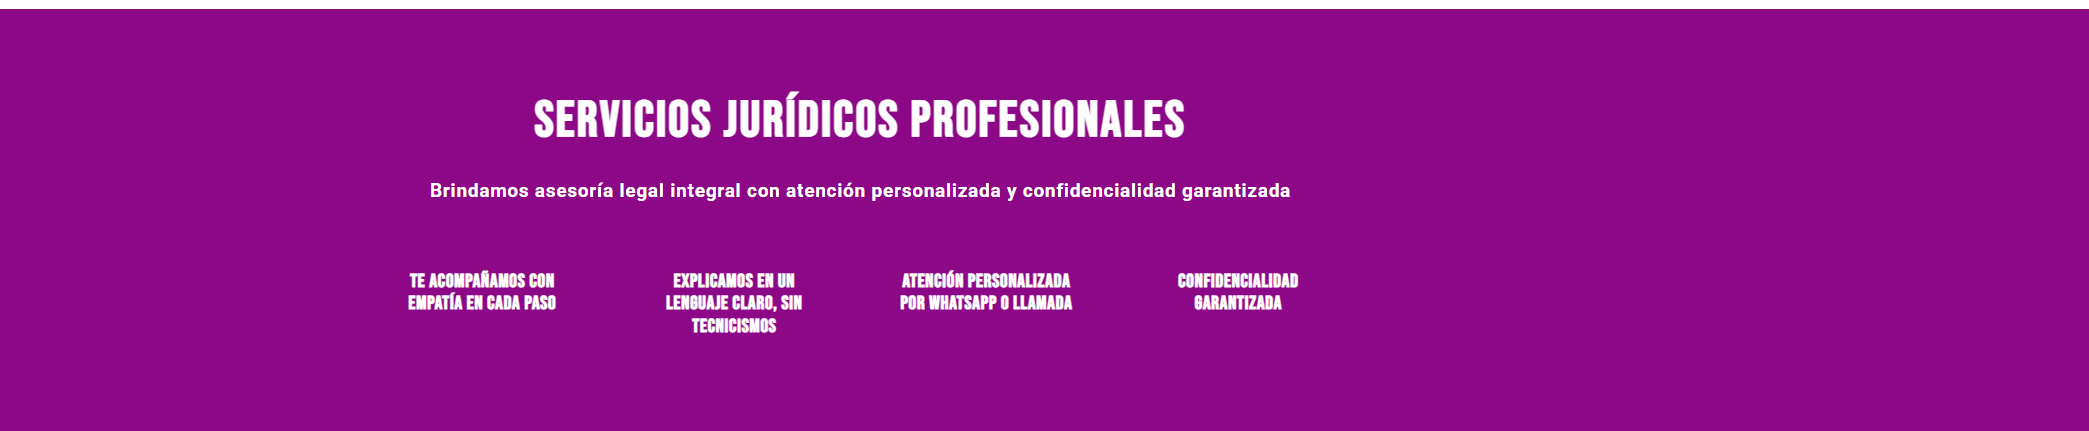 SERVICIOS JURÍDICOS PROFESIONALES
Brindamos asesoría legal integral con atención personalizada y confidencialidad garantizada
TE ACOMPAÑAMOS CON
EMPATÍA EN CADA PASO
EXPLICAMOS EN UN
LENGUAJE CLARO, SIN
TECNICISMOS
ATENCIÓN PERSONALIZADA
POR WHATSAPP O LLAMADA
CONFIDENCIALIDAD
GARANTIZADA